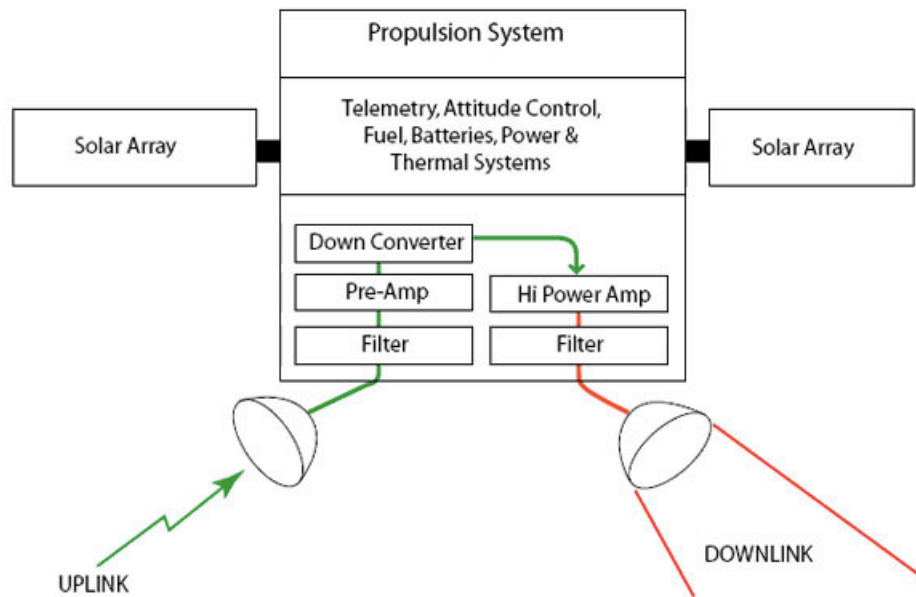 Propulsion System
Telemetry, Attitude Control,
Fuel, Batteries, Power &
Thermal Systems
Solar Array
Solar Array
Down Converter
Pre-Amp
Filter
Hi Power Amp
Filter
UPLINK
DOWNLINK